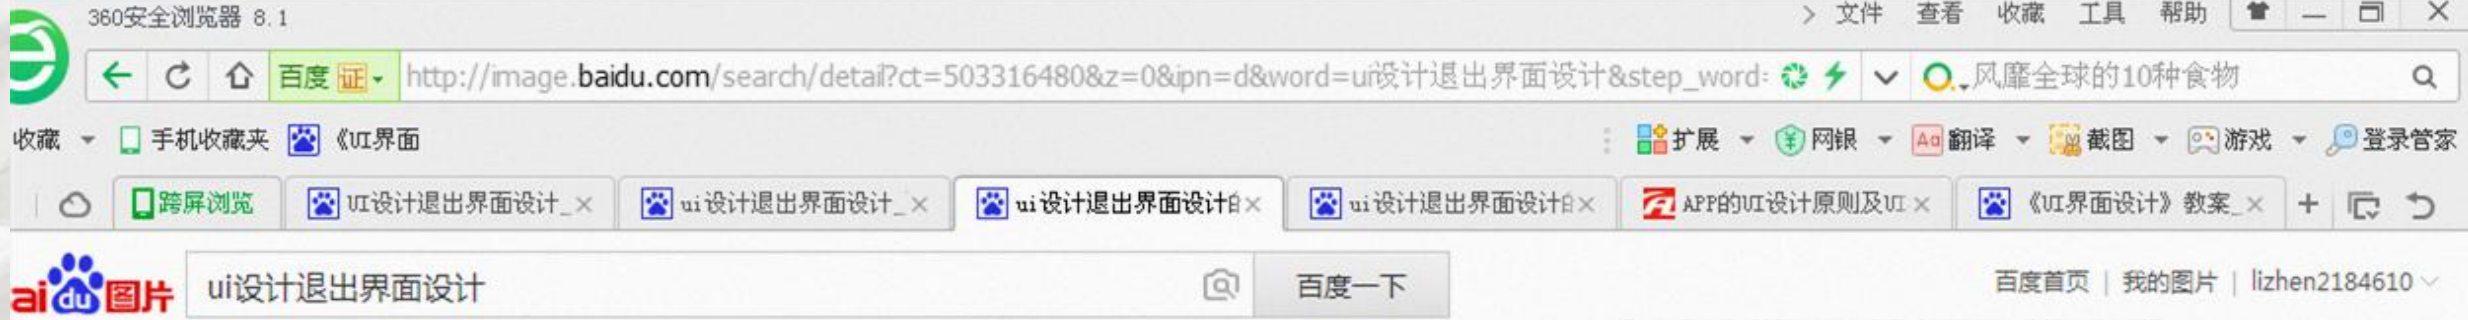 360安全浏览器 8.1 > 文件 查看 收藏 工具 帮助
百度 证 http://image.baidu.com/search/detail?ct=503316480&z=0&ipn=d&word=ui设计退出界面设计&step_word= 风靡全球的10种食物
收藏 手机收藏夹 《UI界面 扩展 网银 Aa 翻译 截图 游戏 登录管家
跨屏浏览 UI设计退出界面设计_ ui设计退出界面设计_ ui设计退出界面设计的 ui设计退出界面设计的 APP的UI设计原则及UI 《UI界面设计》教案_
ai du 图片 ui设计退出界面设计 百度一下 百度首页 | 我的图片 | lizhen2184610